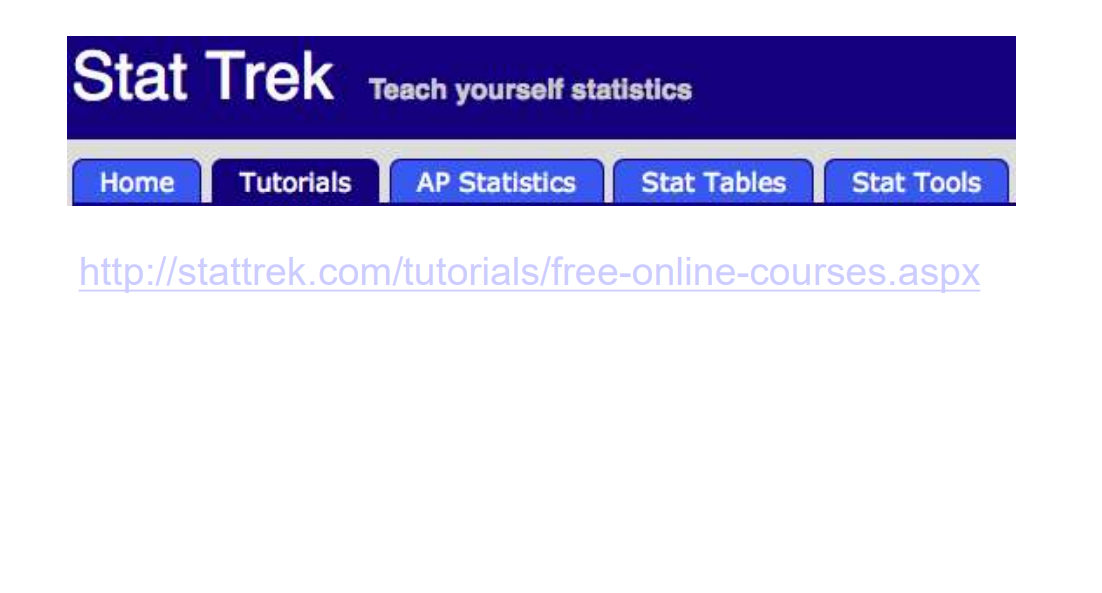 Stat Trek Teach yourself statistics
Home Tutorials AP Statistics Stat Tables Stat Tools
http://stattrek.com/tutorials/free-online-courses.aspx